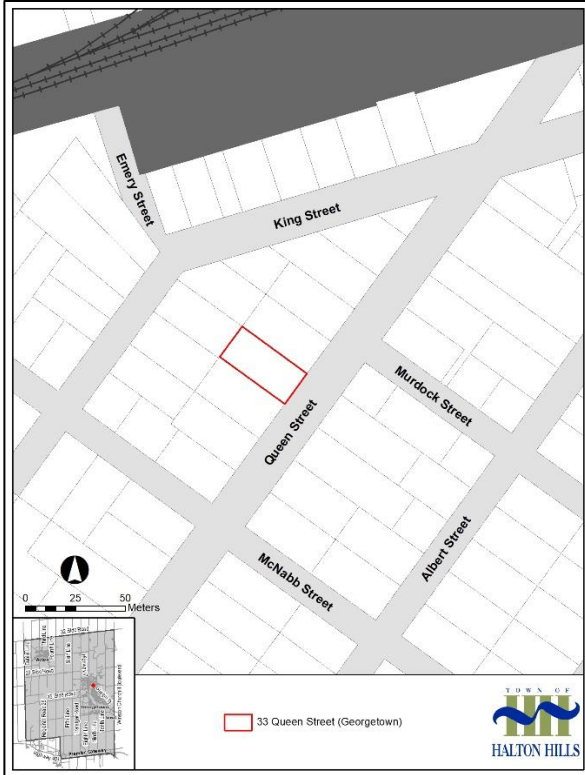 Emery Street
King Street
Murdock Street
Queen Street
Albert Street
McNabb Street
0 25 50
Meters
33 Queen Street (Georgetown)
TOWN OF
HALTON HILLS